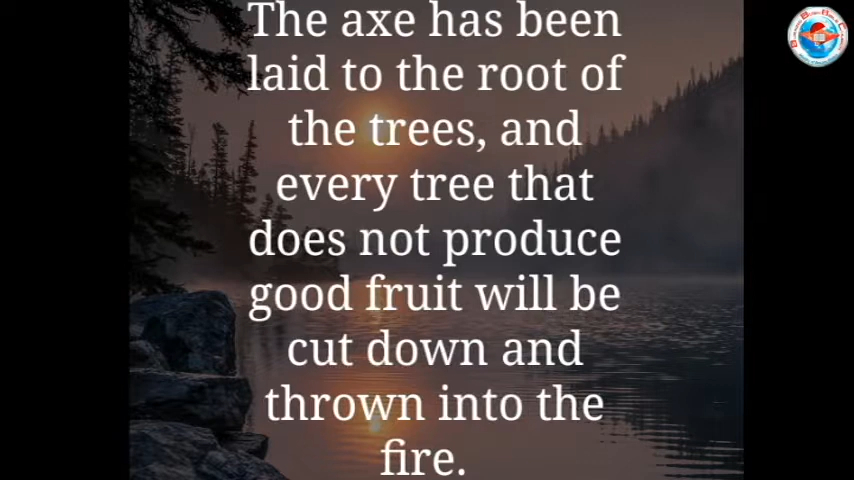 The axe has been
laid to the root of
the trees, and
every tree that
does not produce
good fruit will be
cut down and
thrown into the
fire.